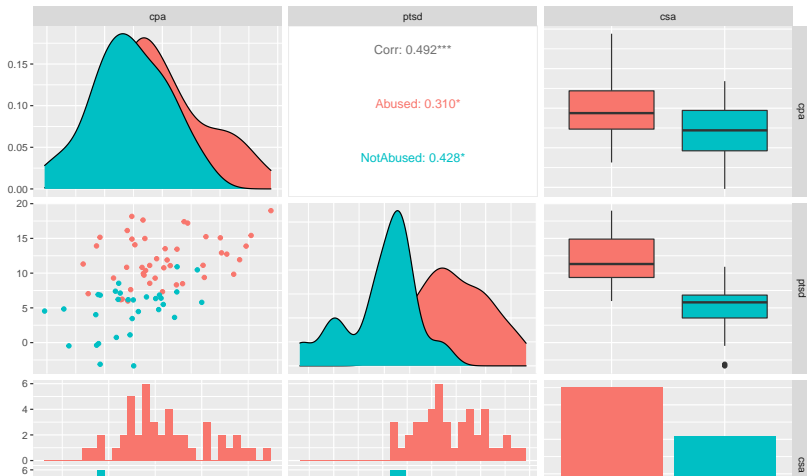 cpa
ptsd
csa
0.15
0.10
0.05
0.00
Corr: 0.492***
Abused: 0.310*
NotAbused: 0.428*
cpa
20
15
10
5
0
ptsd
6
4
2
0
6
csa